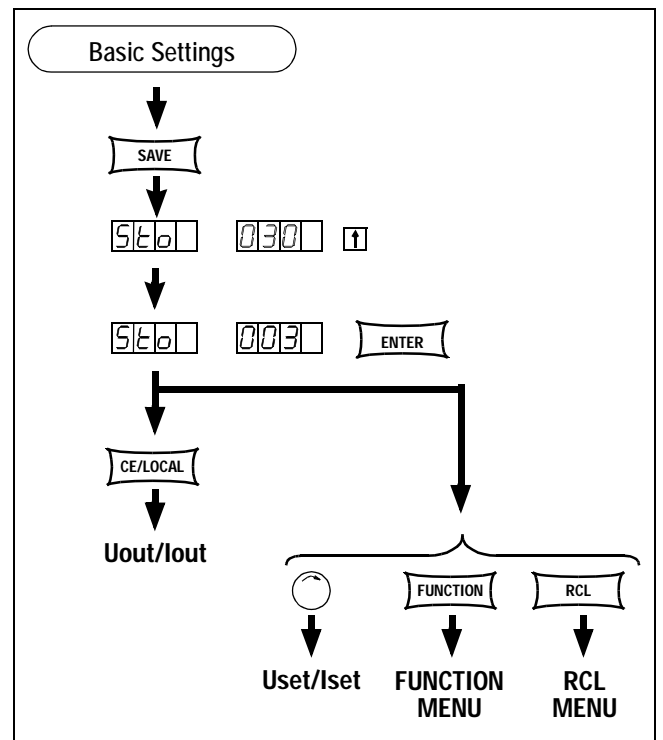 Basic Settings
SAVE
Sto 030 ↑
Sto 003 ENTER
CE/LOCAL
Uout/Iout
FUNCTION RCL
Uset/Iset FUNCTION MENU RCL MENU